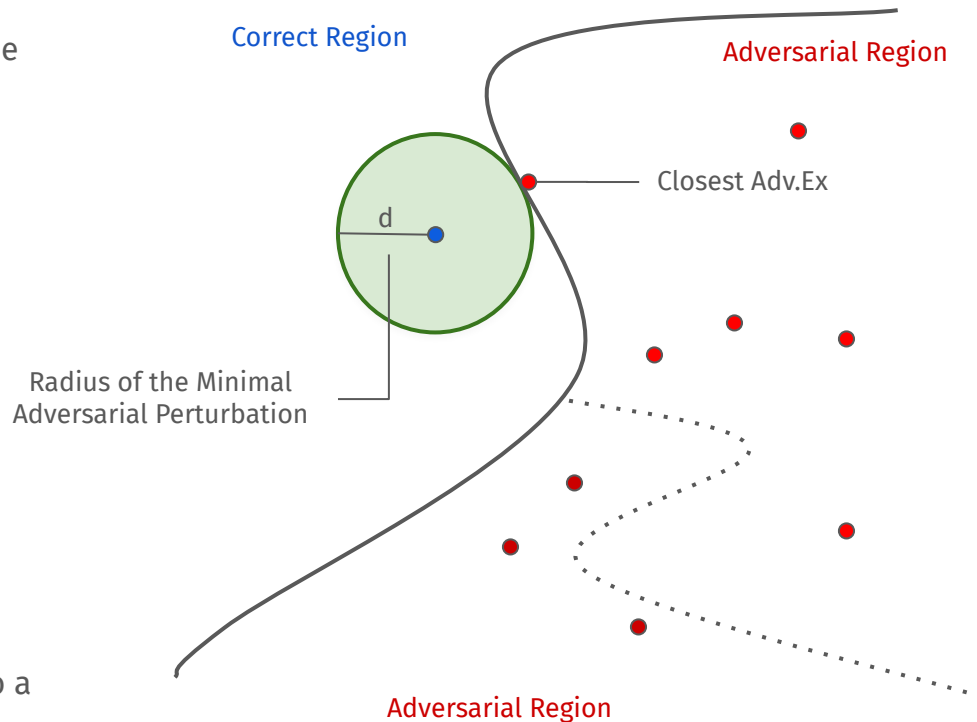 e
Correct Region
Adversarial Region
Closest Adv.Ex
d
Radius of the Minimal
Adversarial Perturbation
a
Adversarial Region